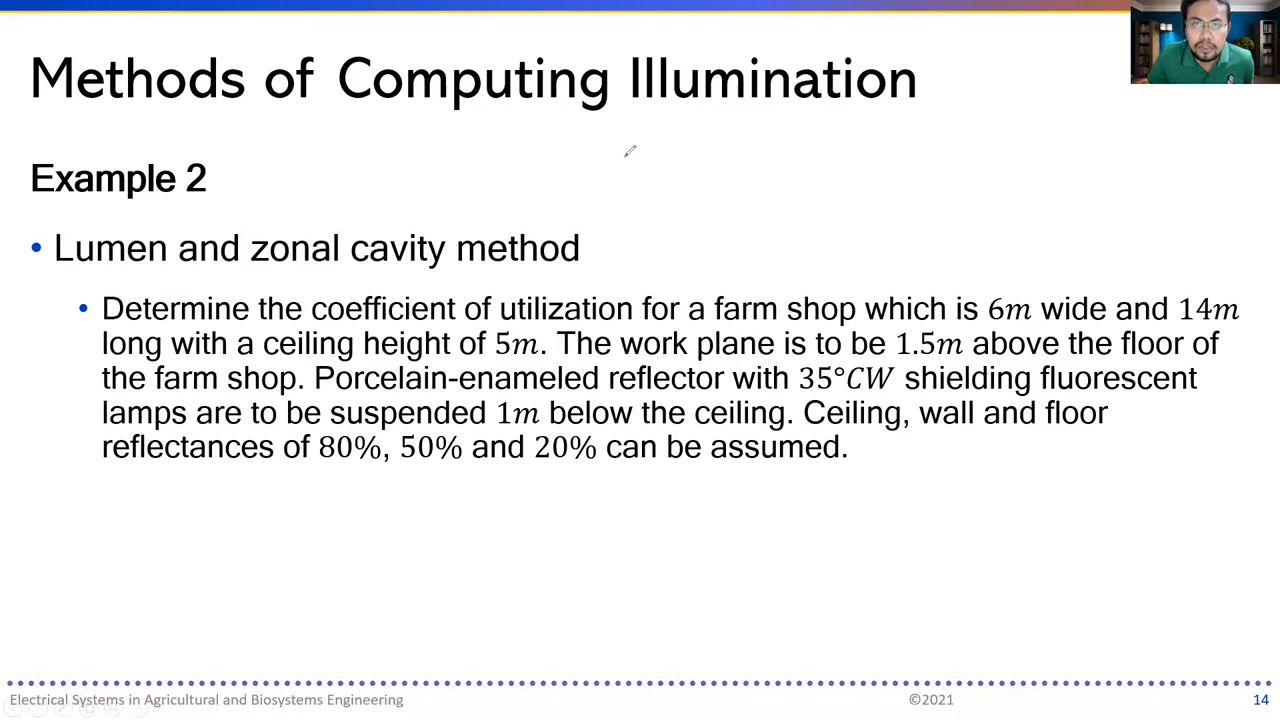 Methods of Computing Illumination
Example 2
• Lumen and zonal cavity method
• Determine the coefficient of utilization for a farm shop which is 6m wide and 14m
long with a ceiling height of 5m. The work plane is to be 1.5m above the floor of
the farm shop. Porcelain-enameled reflector with 35°CW shielding fluorescent
lamps are to be suspended 1m below the ceiling. Ceiling, wall and floor
reflectances of 80%, 50% and 20% can be assumed.
Electrical Systems in Agricultural and Biosystems Engineering ©2021 14